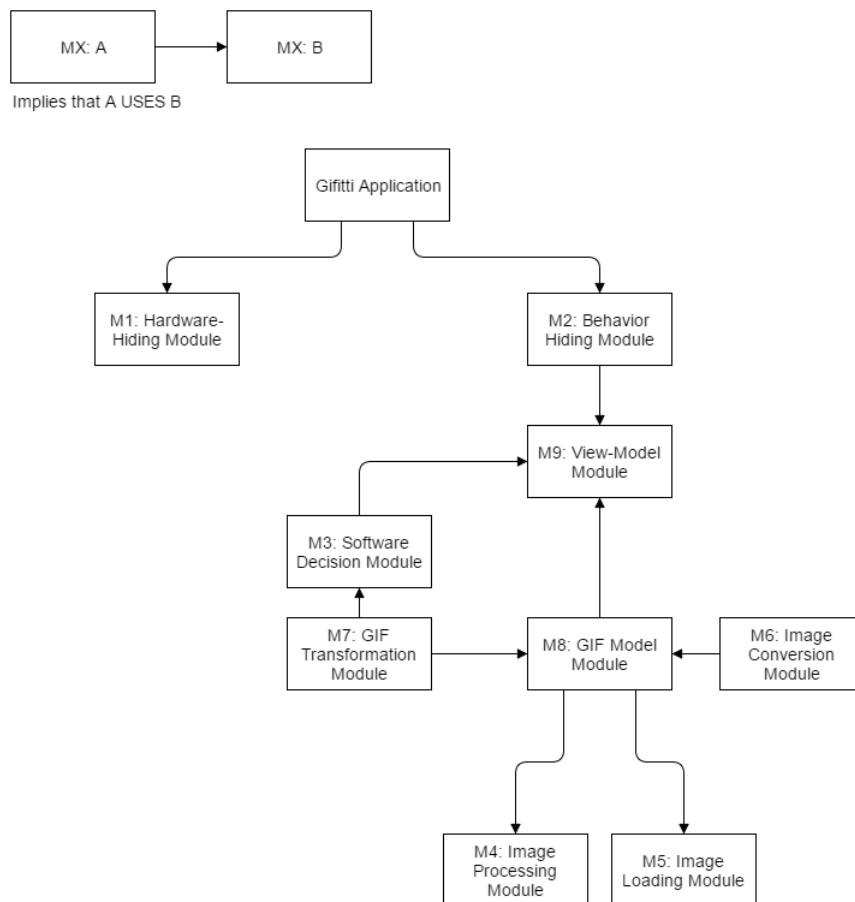 MX: A
MX: B
Implies that A USES B
Gifitti Application
M1: Hardware-
Hiding Module
M2: Behavior
Hiding Module
M9: View-Model
Module
M3: Software
Decision Module
M7: GIF
Transformation
Module
M8: GIF Model
Module
M6: Image
Conversion
Module
M4: Image
Processing
Module
M5: Image
Loading Module